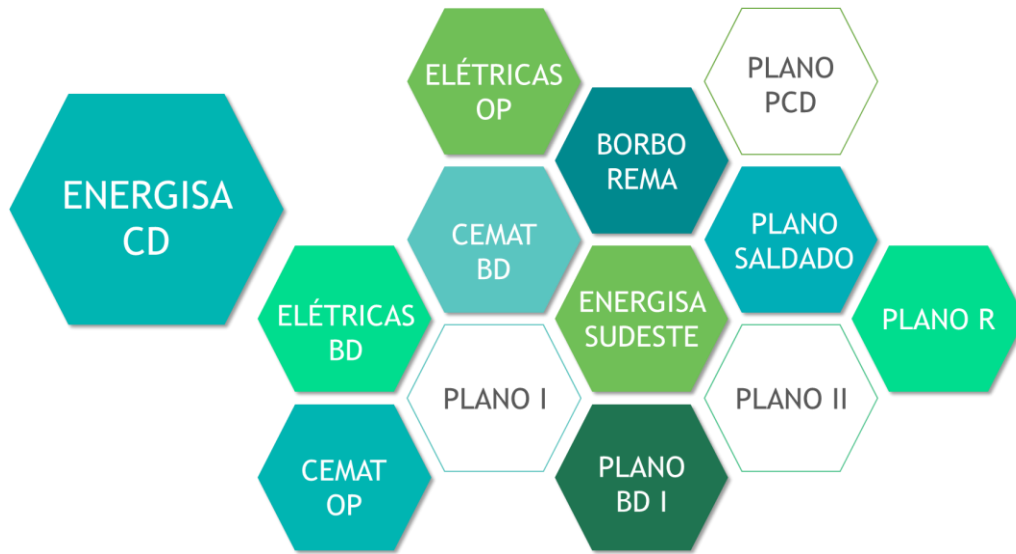 ENERGISA
CD
ELÉTRICAS
OP
PLANO
PCD
BORBO
REMA
CEMAT
BD
PLANO
SALDADO
ELÉTRICAS
BD
ENERGISA
SUDESTE
PLANO R
PLANO I
PLANO II
CEMAT
OP
PLANO
BD I